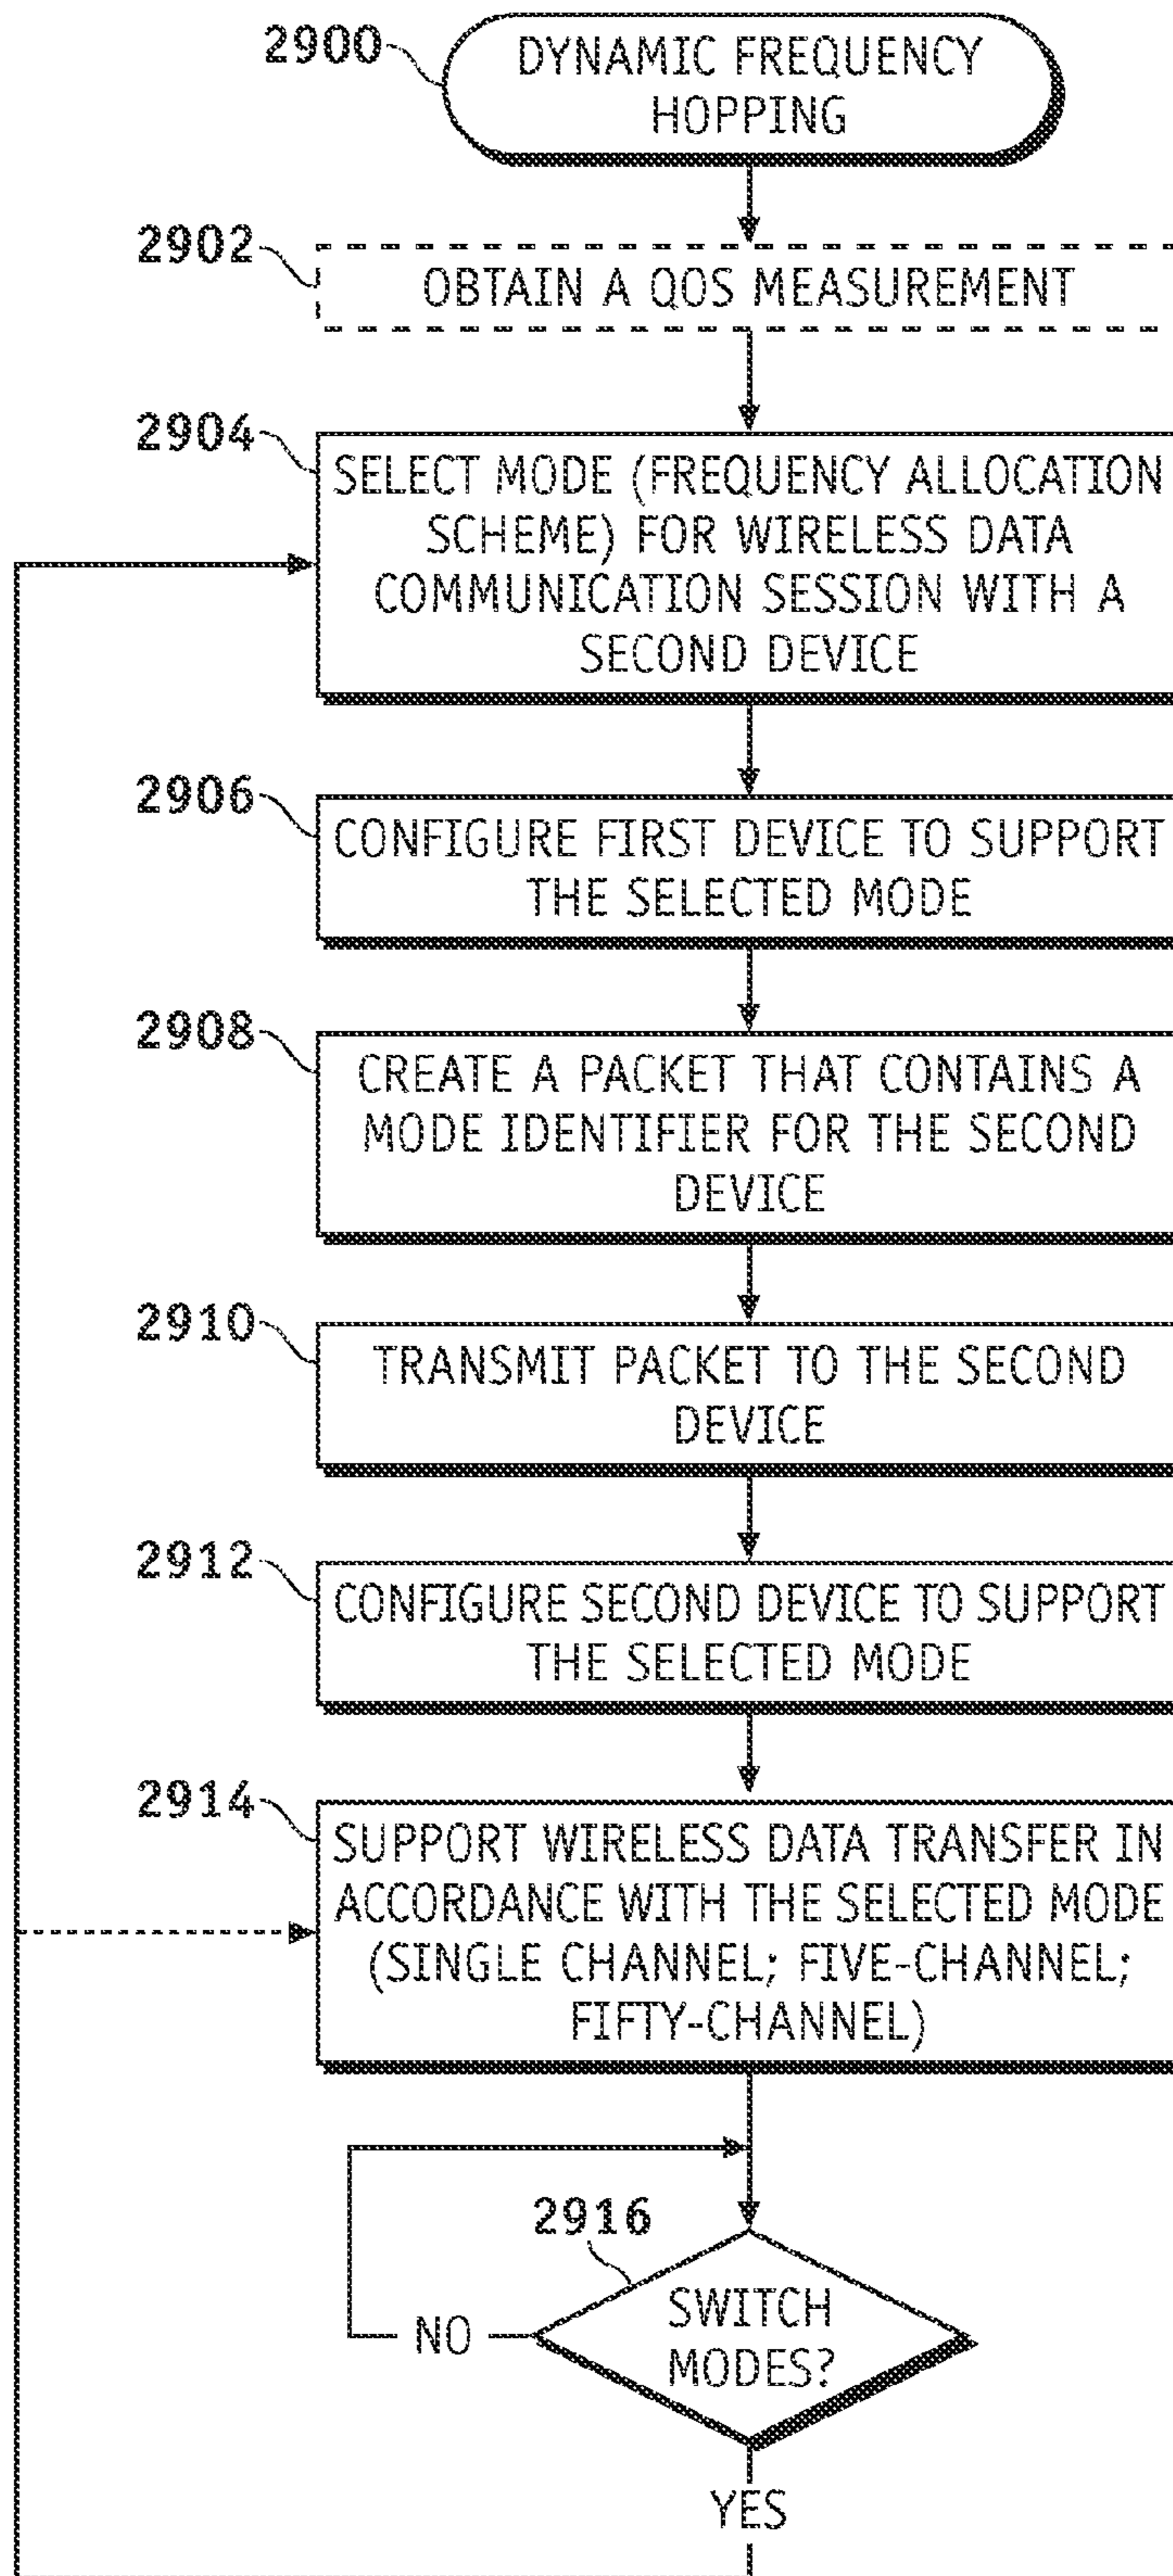 2900
DYNAMIC FREQUENCY
HOPPING
2902
OBTAIN A QOS MEASUREMENT
2904
SELECT MODE (FREQUENCY ALLOCATION
SCHEME) FOR WIRELESS DATA
COMMUNICATION SESSION WITH A
SECOND DEVICE
2906
CONFIGURE FIRST DEVICE TO SUPPORT
THE SELECTED MODE
2908
CREATE A PACKET THAT CONTAINS A
MODE IDENTIFIER FOR THE SECOND
DEVICE
2910
TRANSMIT PACKET TO THE SECOND
DEVICE
2912
CONFIGURE SECOND DEVICE TO SUPPORT
THE SELECTED MODE
2914
SUPPORT WIRELESS DATA TRANSFER IN
ACCORDANCE WITH THE SELECTED MODE
(SINGLE CHANNEL; FIVE-CHANNEL;
FIFTY-CHANNEL)
2916
SWITCH
MODES?
NO
YES